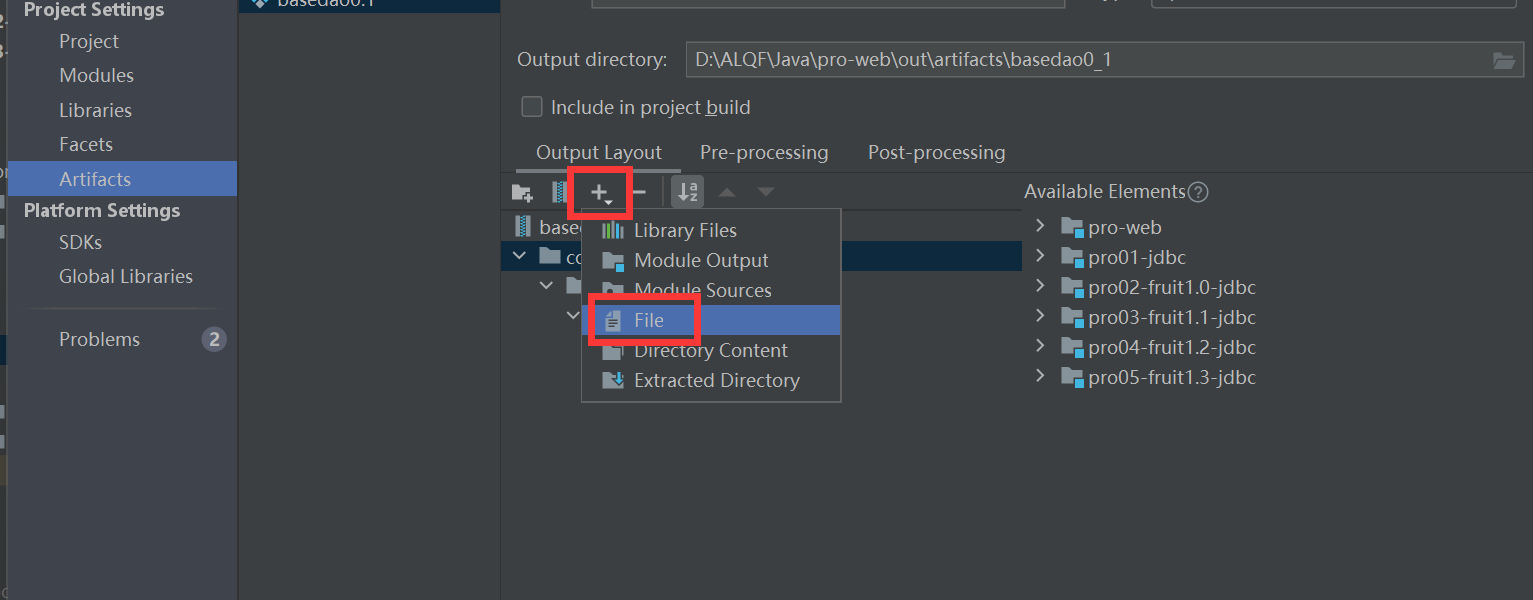 Project Settings
basedao0.1
Project
Output directory:
D:\ALQF\Java\pro-web\out\artifacts\basedao0_1
Modules
Libraries
Include in project build
Facets
Output Layout
Pre-processing
Post-processing
Artifacts
Available Elements
Platform Settings
Library Files
pro-web
SDKs
Module Output
pro01-jdbc
Global Libraries
Module Sources
pro02-fruit1.0-jdbc
File
pro03-fruit1.1-jdbc
Problems
2
Directory Content
pro04-fruit1.2-jdbc
Extracted Directory
pro05-fruit1.3-jdbc